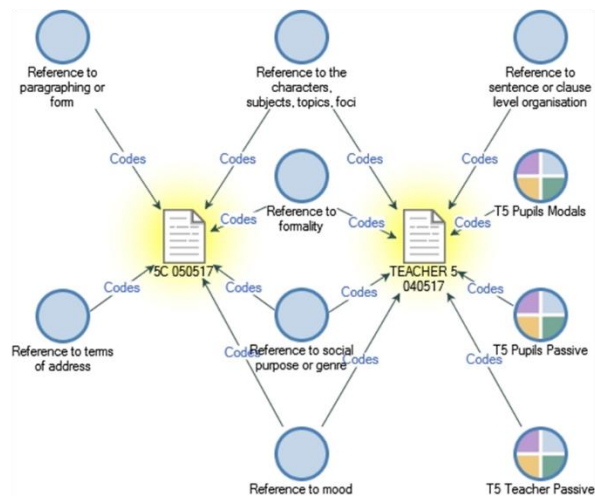 Reference to
paragraphing or
form
Reference to the
characters,
subjects, topics, foci
Reference to
sentence or clause
level organisation
Codes
Codes
Codes
Codes
Codes
Reference to
formality
Codes
Codes
T5 Pupils Modals
5C 050517
TEACHER 5
040517
Codes
Codes
Codes
Codes
Reference to terms
of address
Reference to social
purpose or genre
T5 Pupils Passive
Codes
Codes
Codes
Reference to mood
T5 Teacher Passive